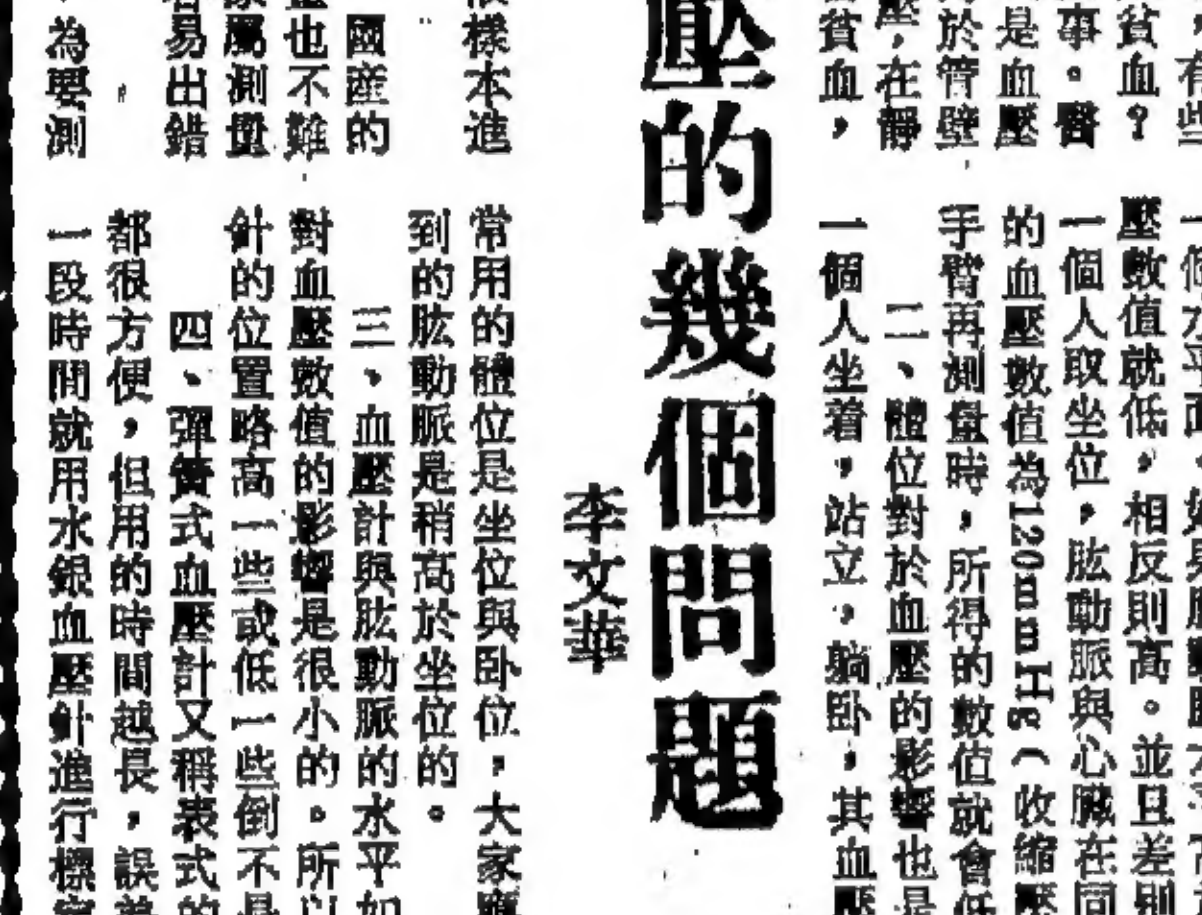 有些
貧血？
事。醫
是血壓
於管壁
壓，在靜
貧血，
壓數值就低，相反則高。並且差別
一個人取坐位，肱動脈與心臟在同
的血壓數值為120mmHg（收縮壓
手臂再測量時，所得的數估就會低
二、體位對於血壓的影響也是
一個人坐着，站立，躺卧，其血壓
壓的幾個問題
李文華
樣本進
國産的
也不難
屬測量
易出錯
。
為要測
常用的體位是坐位與卧位，大家應
到的肱動脈是稍高於坐位的。
三、血壓計與肱動脈的水平如
對血壓數值的影響是很小的。所以
針的位置略高一些或低一些倒不是
四、彈簧式血壓計又稱表式的
都很方便，但用的時間越長，誤差
一段時間就用水銀血壓針進行標定